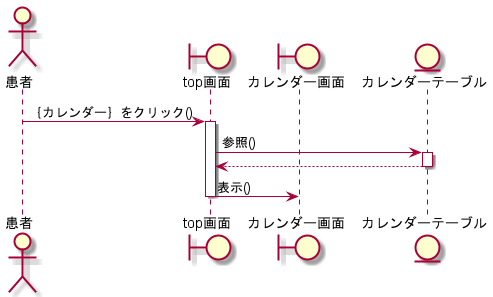 患者
top画面
カレンダー画面
カレンダーテーブル
{カレンダー} をクリック()
参照()
表示()
患者
top画面
カレンダー画面
カレンダーテーブル